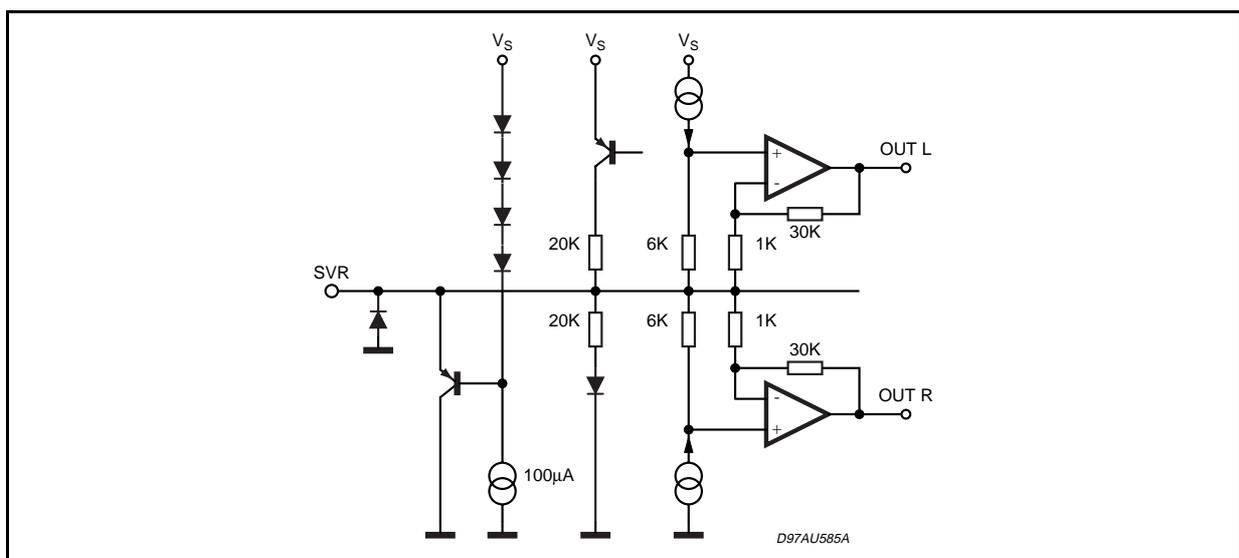 VS VS VS
OUT L
+
-
30K
20K 6K 1K
SVR
20K 6K 1K
30K
OUT R
-
+
100µA
D97AU585A